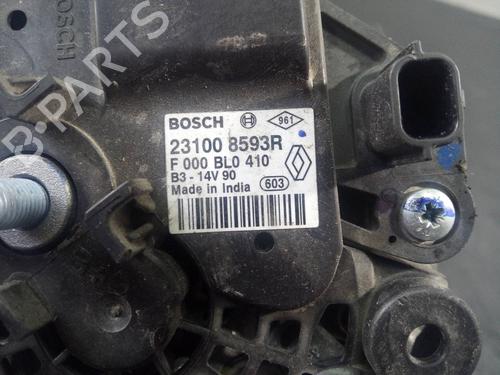 BOSCH
B-PARTS
BOSCH 961
23100 8593R
F 000 BL0 410
B3 - 14V 90
Made in India 603